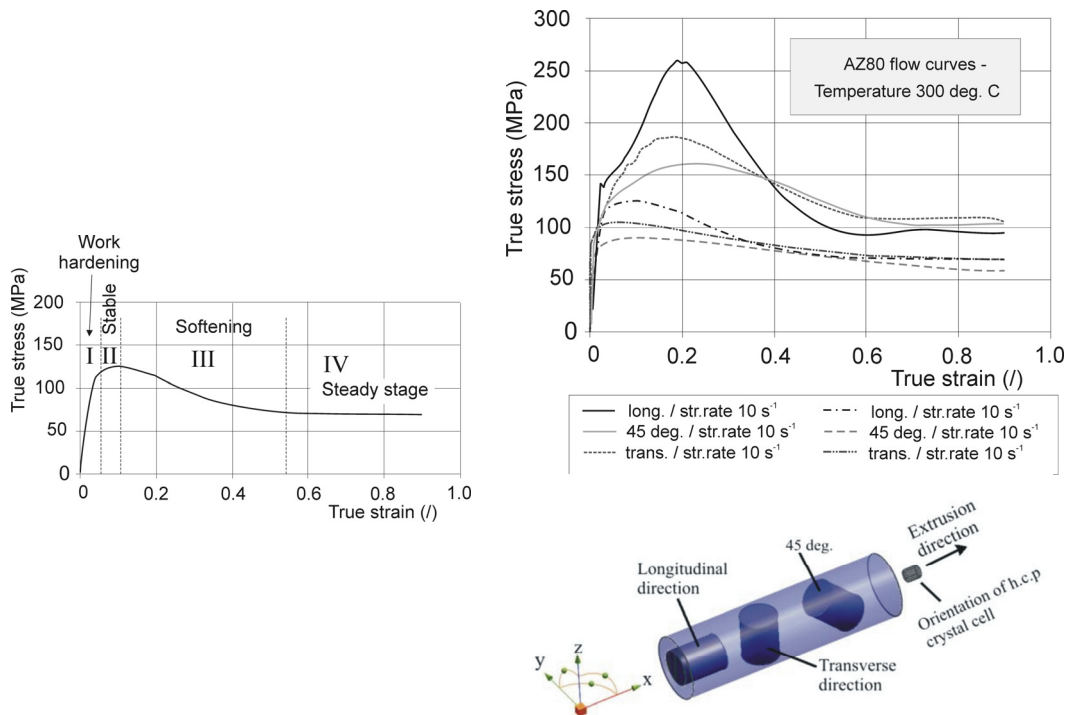 Work
hardening
Stable
Softening
I
II
III
IV
Steady stage
True stress (MPa)
200
150
100
50
0
0
0.2
0.4
0.6
0.8
1.0
True strain (/)
True stress (MPa)
300
250
200
150
100
50
0
AZ80 flow curves -
Temperature 300 deg. C
0
0.2
0.4
0.6
0.8
1.0
True strain (/)
long. / str.rate 10 s⁻¹
45 deg. / str.rate 10 s⁻¹
trans. / str.rate 10 s⁻¹
long. / str.rate 10 s⁻¹
45 deg. / str.rate 10 s⁻¹
trans. / str.rate 10 s⁻¹
Extrusion
direction
45 deg.
Longitudinal
direction
Orientation of h.c.p
crystal cell
Transverse
direction
y
z
x